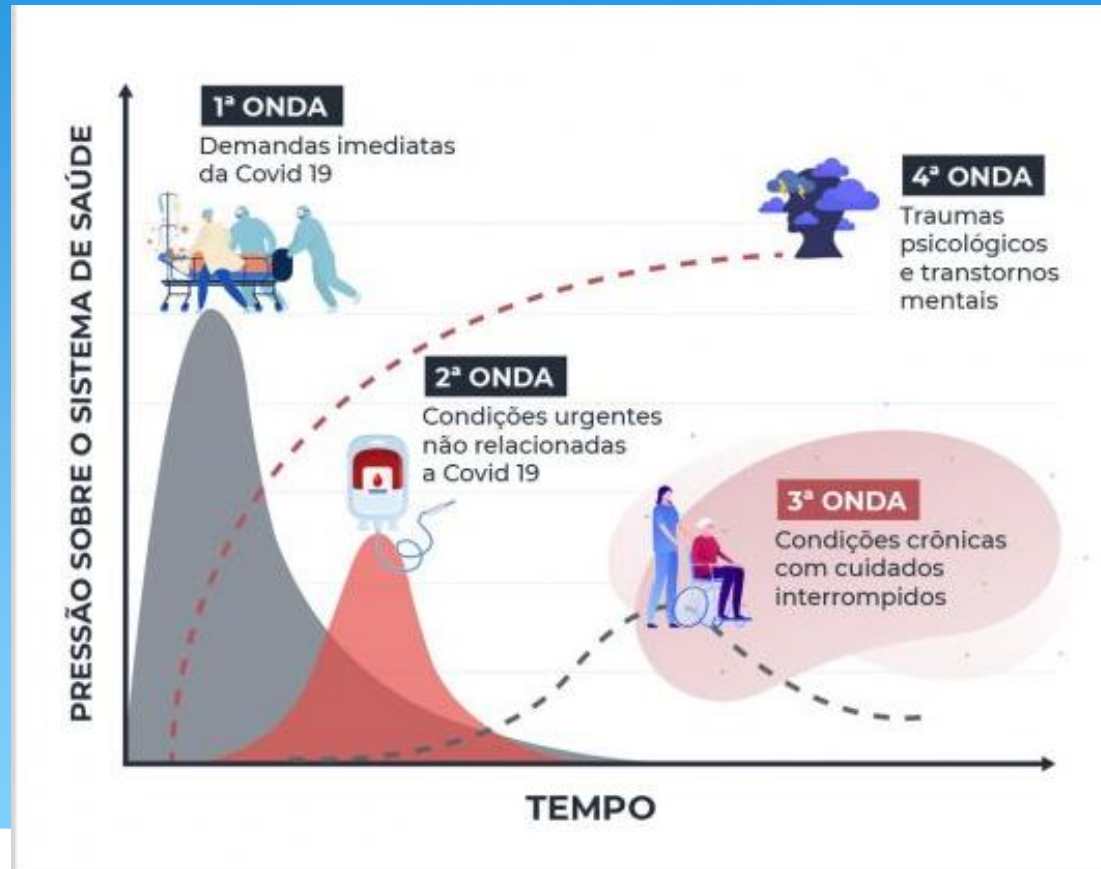 PRESSÃO SOBRE O SISTEMA DE SAÚDE
1ª ONDA
Demandas imediatas
da Covid 19
2ª ONDA
Condições urgentes
não relacionadas
a Covid 19
3ª ONDA
Condições crônicas
com cuidados
interrompidos
4ª ONDA
Traumas
psicológicos
e transtornos
mentais
TEMPO